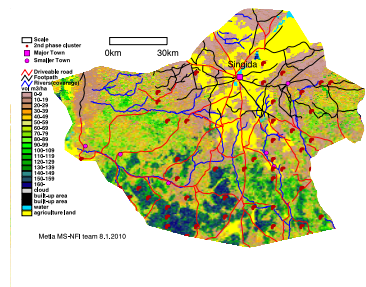 Scale
2nd phase cluster
Major Town
Smaller Town
0km 30km
Singida
Driveable road
Footpath
Rivers(coverage)
vol m3/ha
0-9
10-19
20-29
30-39
40-49
50-59
60-69
70-79
80-89
90-99
100-109
110-119
120-129
130-139
140-149
150-159
160-
cloud
built-up area
built-up area
water
agriculture land
Metla MS-NFI team 8.1.2010